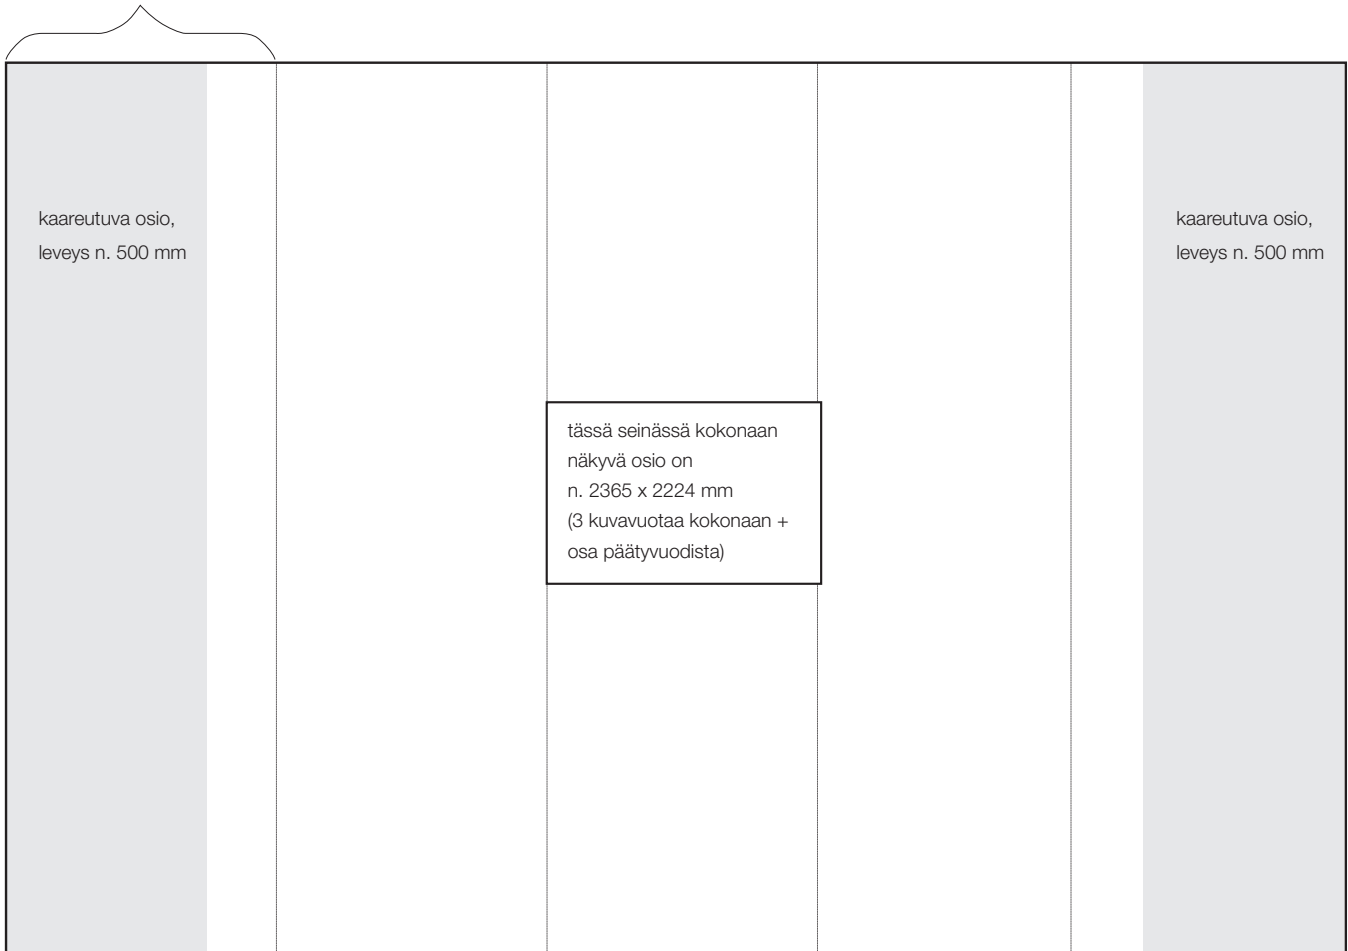 kaareutuva osio,
leveys n. 500 mm
kaareutuva osio,
leveys n. 500 mm
tässä seinässä kokonaan
näkyvä osio on
n. 2365 x 2224 mm
(3 kuvavuotaa kokonaan +
osa päätyvuodista)